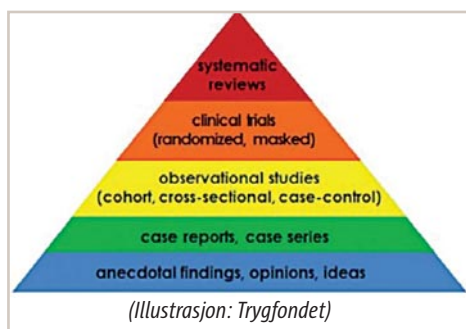 systematic
reviews
clinical trials
(randomized, masked)
observational studies
(cohort, cross-sectional, case-control)
case reports, case series
anecdotal findings, opinions, ideas
(Illustrasjon: Trygfondet)